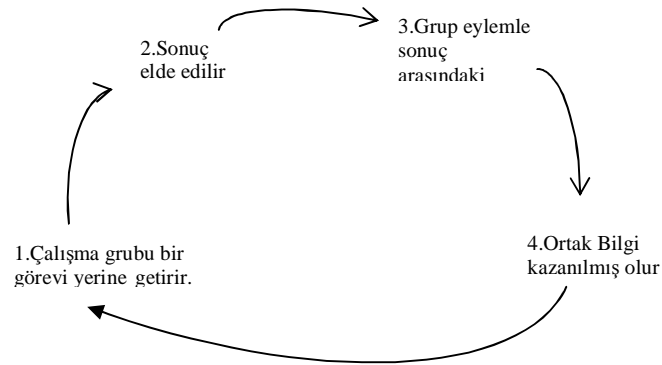 1.Çalışma grubu bir
görevi yerine getirir.
2.Sonuç
elde edilir
3.Grup eylemle
sonuç
arasındaki
4.Ortak Bilgi
kazanılmış olur